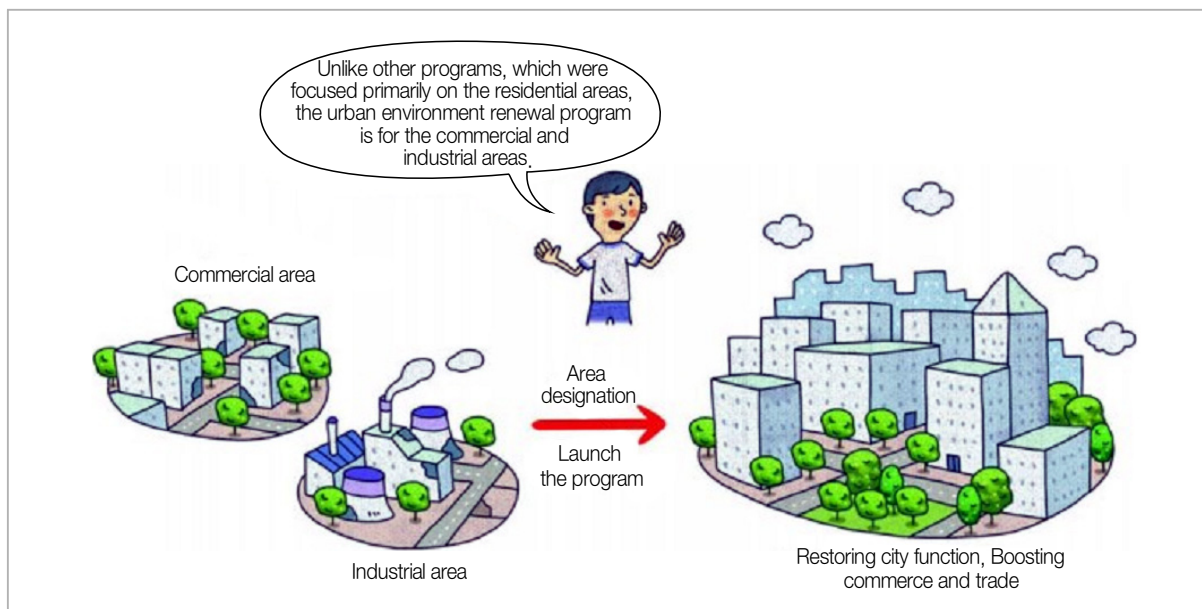 Unlike other programs, which were
focused primarily on the residential areas,
the urban environment renewal program
is for the commercial and
industrial areas.
Commercial area
Industrial area
Area
designation
Launch
the program
Restoring city function, Boosting
commerce and trade